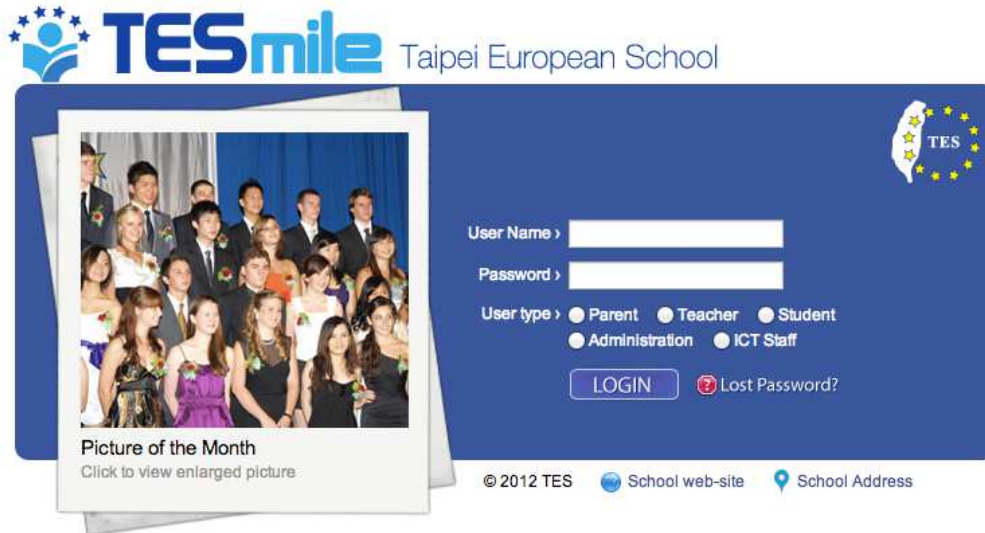 TESmile Taipei European School
TES
User Name ›
Password ›
User type › Parent Teacher Student
Administration ICT Staff
LOGIN ? Lost Password?
Picture of the Month
Click to view enlarged picture
© 2012 TES School web-site School Address